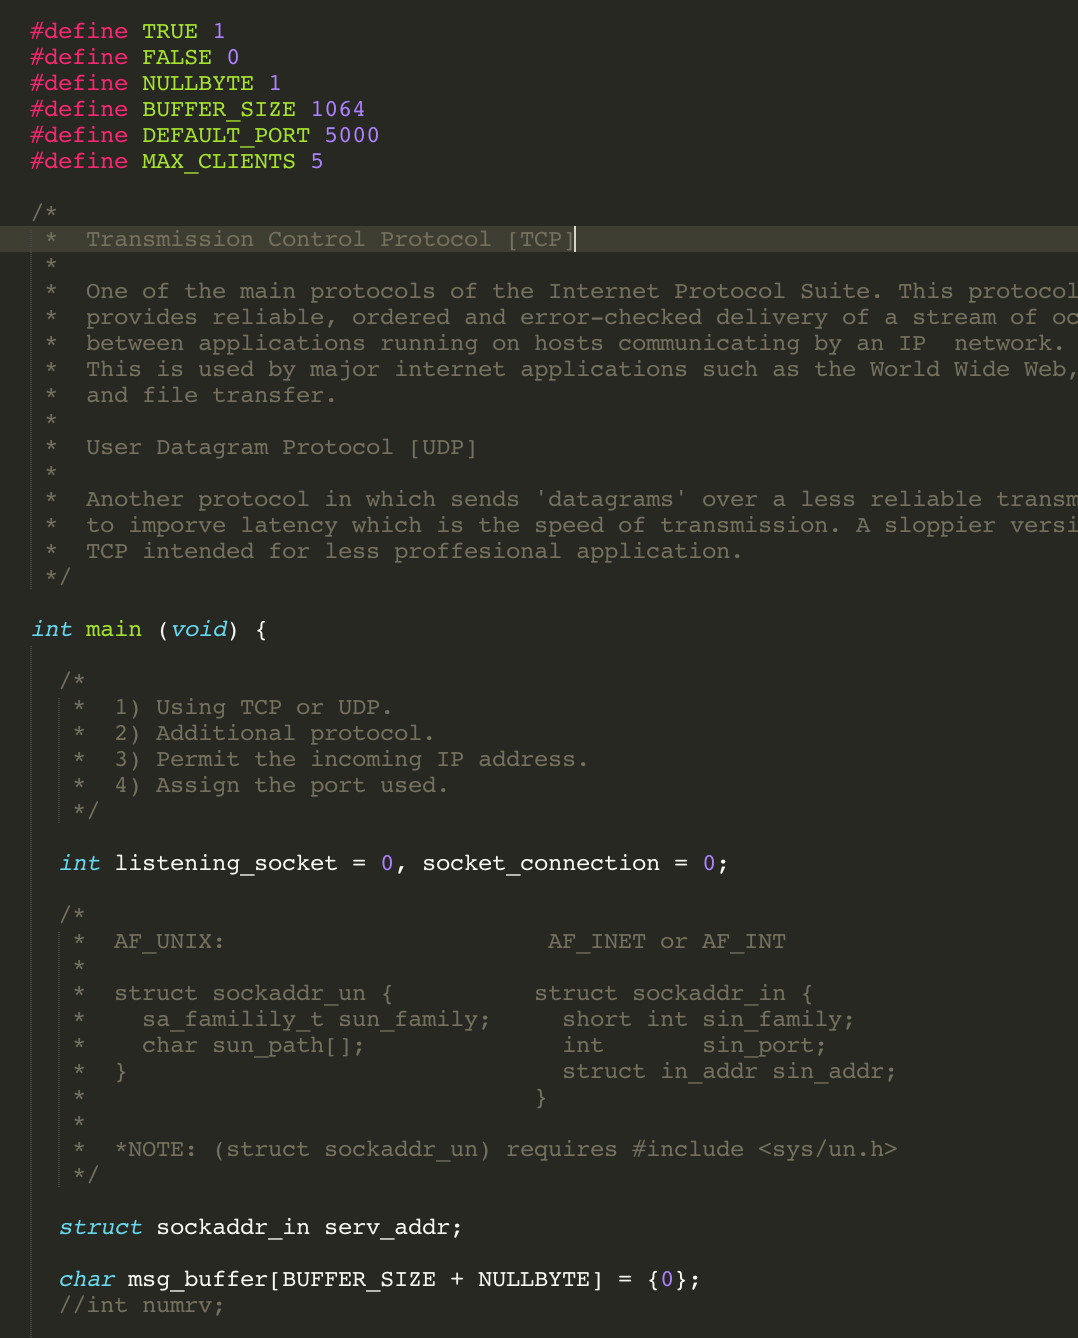 #define TRUE 1
#define FALSE 0
#define NULLBYTE 1
#define BUFFER_SIZE 1064
#define DEFAULT_PORT 5000
#define MAX_CLIENTS 5
/*
 *  Transmission Control Protocol [TCP]
 *
 *  One of the main protocols of the Internet Protocol Suite. This protocol
 *  provides reliable, ordered and error-checked delivery of a stream of oc
 *  between applications running on hosts communicating by an IP  network.
 *  This is used by major internet applications such as the World Wide Web,
 *  and file transfer.
 *
 *  User Datagram Protocol [UDP]
 *
 *  Another protocol in which sends 'datagrams' over a less reliable transm
 *  to imporve latency which is the speed of transmission. A sloppier versi
 *  TCP intended for less proffesional application.
 */
int main (void) {
  /*
   *  1) Using TCP or UDP.
   *  2) Additional protocol.
   *  3) Permit the incoming IP address.
   *  4) Assign the port used.
   */
  int listening_socket = 0, socket_connection = 0;
  /*
   *  AF_UNIX:                       AF_INET or AF_INT
   *
   *  struct sockaddr_un {          struct sockaddr_in {
   *    sa_familily_t sun_family;     short int sin_family;
   *    char sun_path[];              int       sin_port;
   *  }                               struct in_addr sin_addr;
   *                                }
   *
   *  *NOTE: (struct sockaddr_un) requires #include <sys/un.h>
   */
  struct sockaddr_in serv_addr;
  char msg_buffer[BUFFER_SIZE + NULLBYTE] = {0};
  //int numrv;